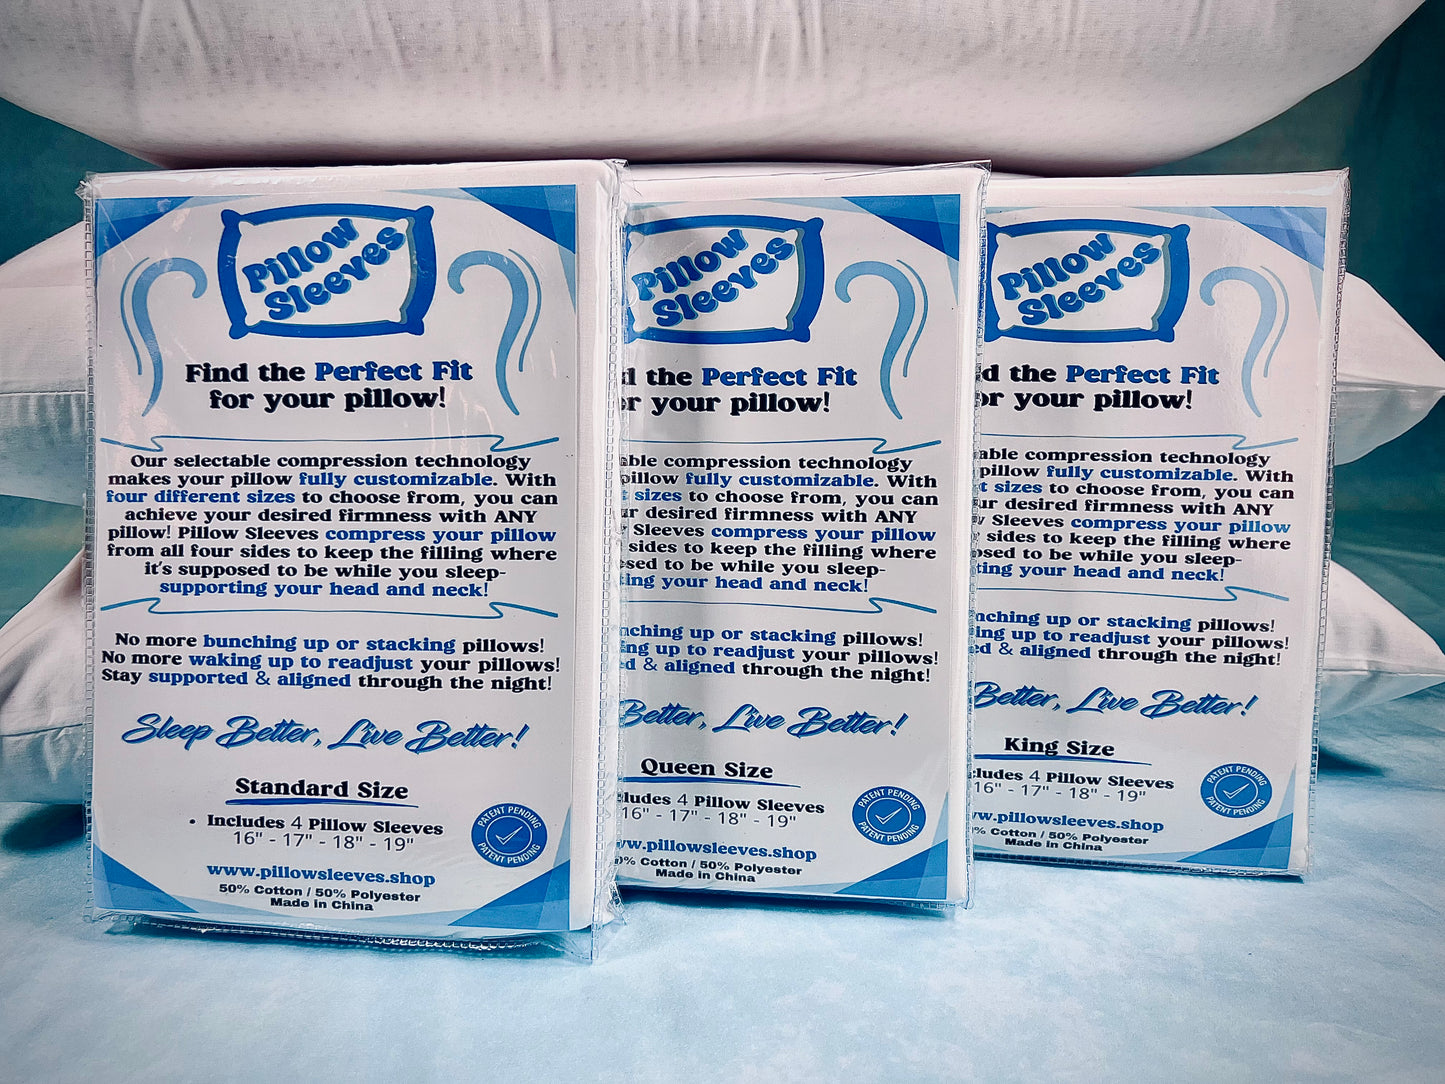 Pillow
Sleeves
Find the Perfect Fit
for your pillow!
Our selectable compression technology
makes your pillow fully customizable. With
four different sizes to choose from, you can
achieve your desired firmness with ANY
pillow! Pillow Sleeves compress your pillow
from all four sides to keep the filling where
it's supposed to be while you sleep-
supporting your head and neck!
No more bunching up or stacking pillows!
No more waking up to readjust your pillows!
Stay supported & aligned through the night!
Sleep Better, Live Better!
Standard Size
• Includes 4 Pillow Sleeves
16" - 17" - 18" - 19"
www.pillowsleeves.shop
50% Cotton / 50% Polyester
Made in China
PATENT PENDING
PATENT PENDING
Pillow
Sleeves
the Perfect Fit
your pillow!
compression technology
pillow fully customizable. With
sizes to choose from, you can
desired firmness with ANY
Sleeves compress your pillow
sides to keep the filling where
to be while you sleep-
your head and neck!
up or stacking pillows!
up to readjust your pillows!
& aligned through the night!
Better, Live Better!
Queen Size
4 Pillow Sleeves
16" - 17" - 18" - 19"
.pillowsleeves.shop
Cotton / 50% Polyester
Made in China
PATENT PENDING
PATENT PENDING
Pillow
Sleeves
the Perfect Fit
your pillow!
compression technology
pillow fully customizable. With
sizes to choose from, you can
desired firmness with ANY
Sleeves compress your pillow
sides to keep the filling where
to be while you sleep-
your head and neck!
up or stacking pillows!
up to readjust your pillows!
& aligned through the night!
Better, Live Better!
King Size
4 Pillow Sleeves
16" - 17" - 18" - 19"
.pillowsleeves.shop
Cotton / 50% Polyester
Made in China
PATENT PENDING
PATENT PENDING